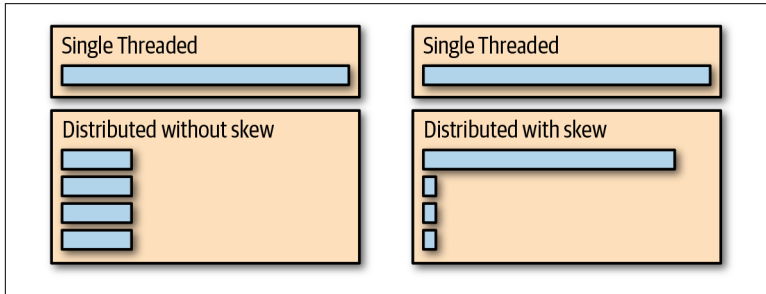 Single Threaded
Distributed without skew
Single Threaded
Distributed with skew